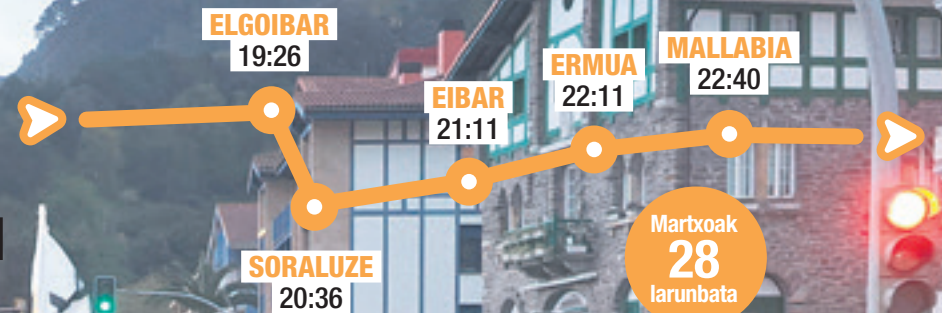 ELGOIBAR
19:26
SORALUZE
20:36
EIBAR
21:11
ERMUA
22:11
MALLABIA
22:40
Martxoak
28
larunbata